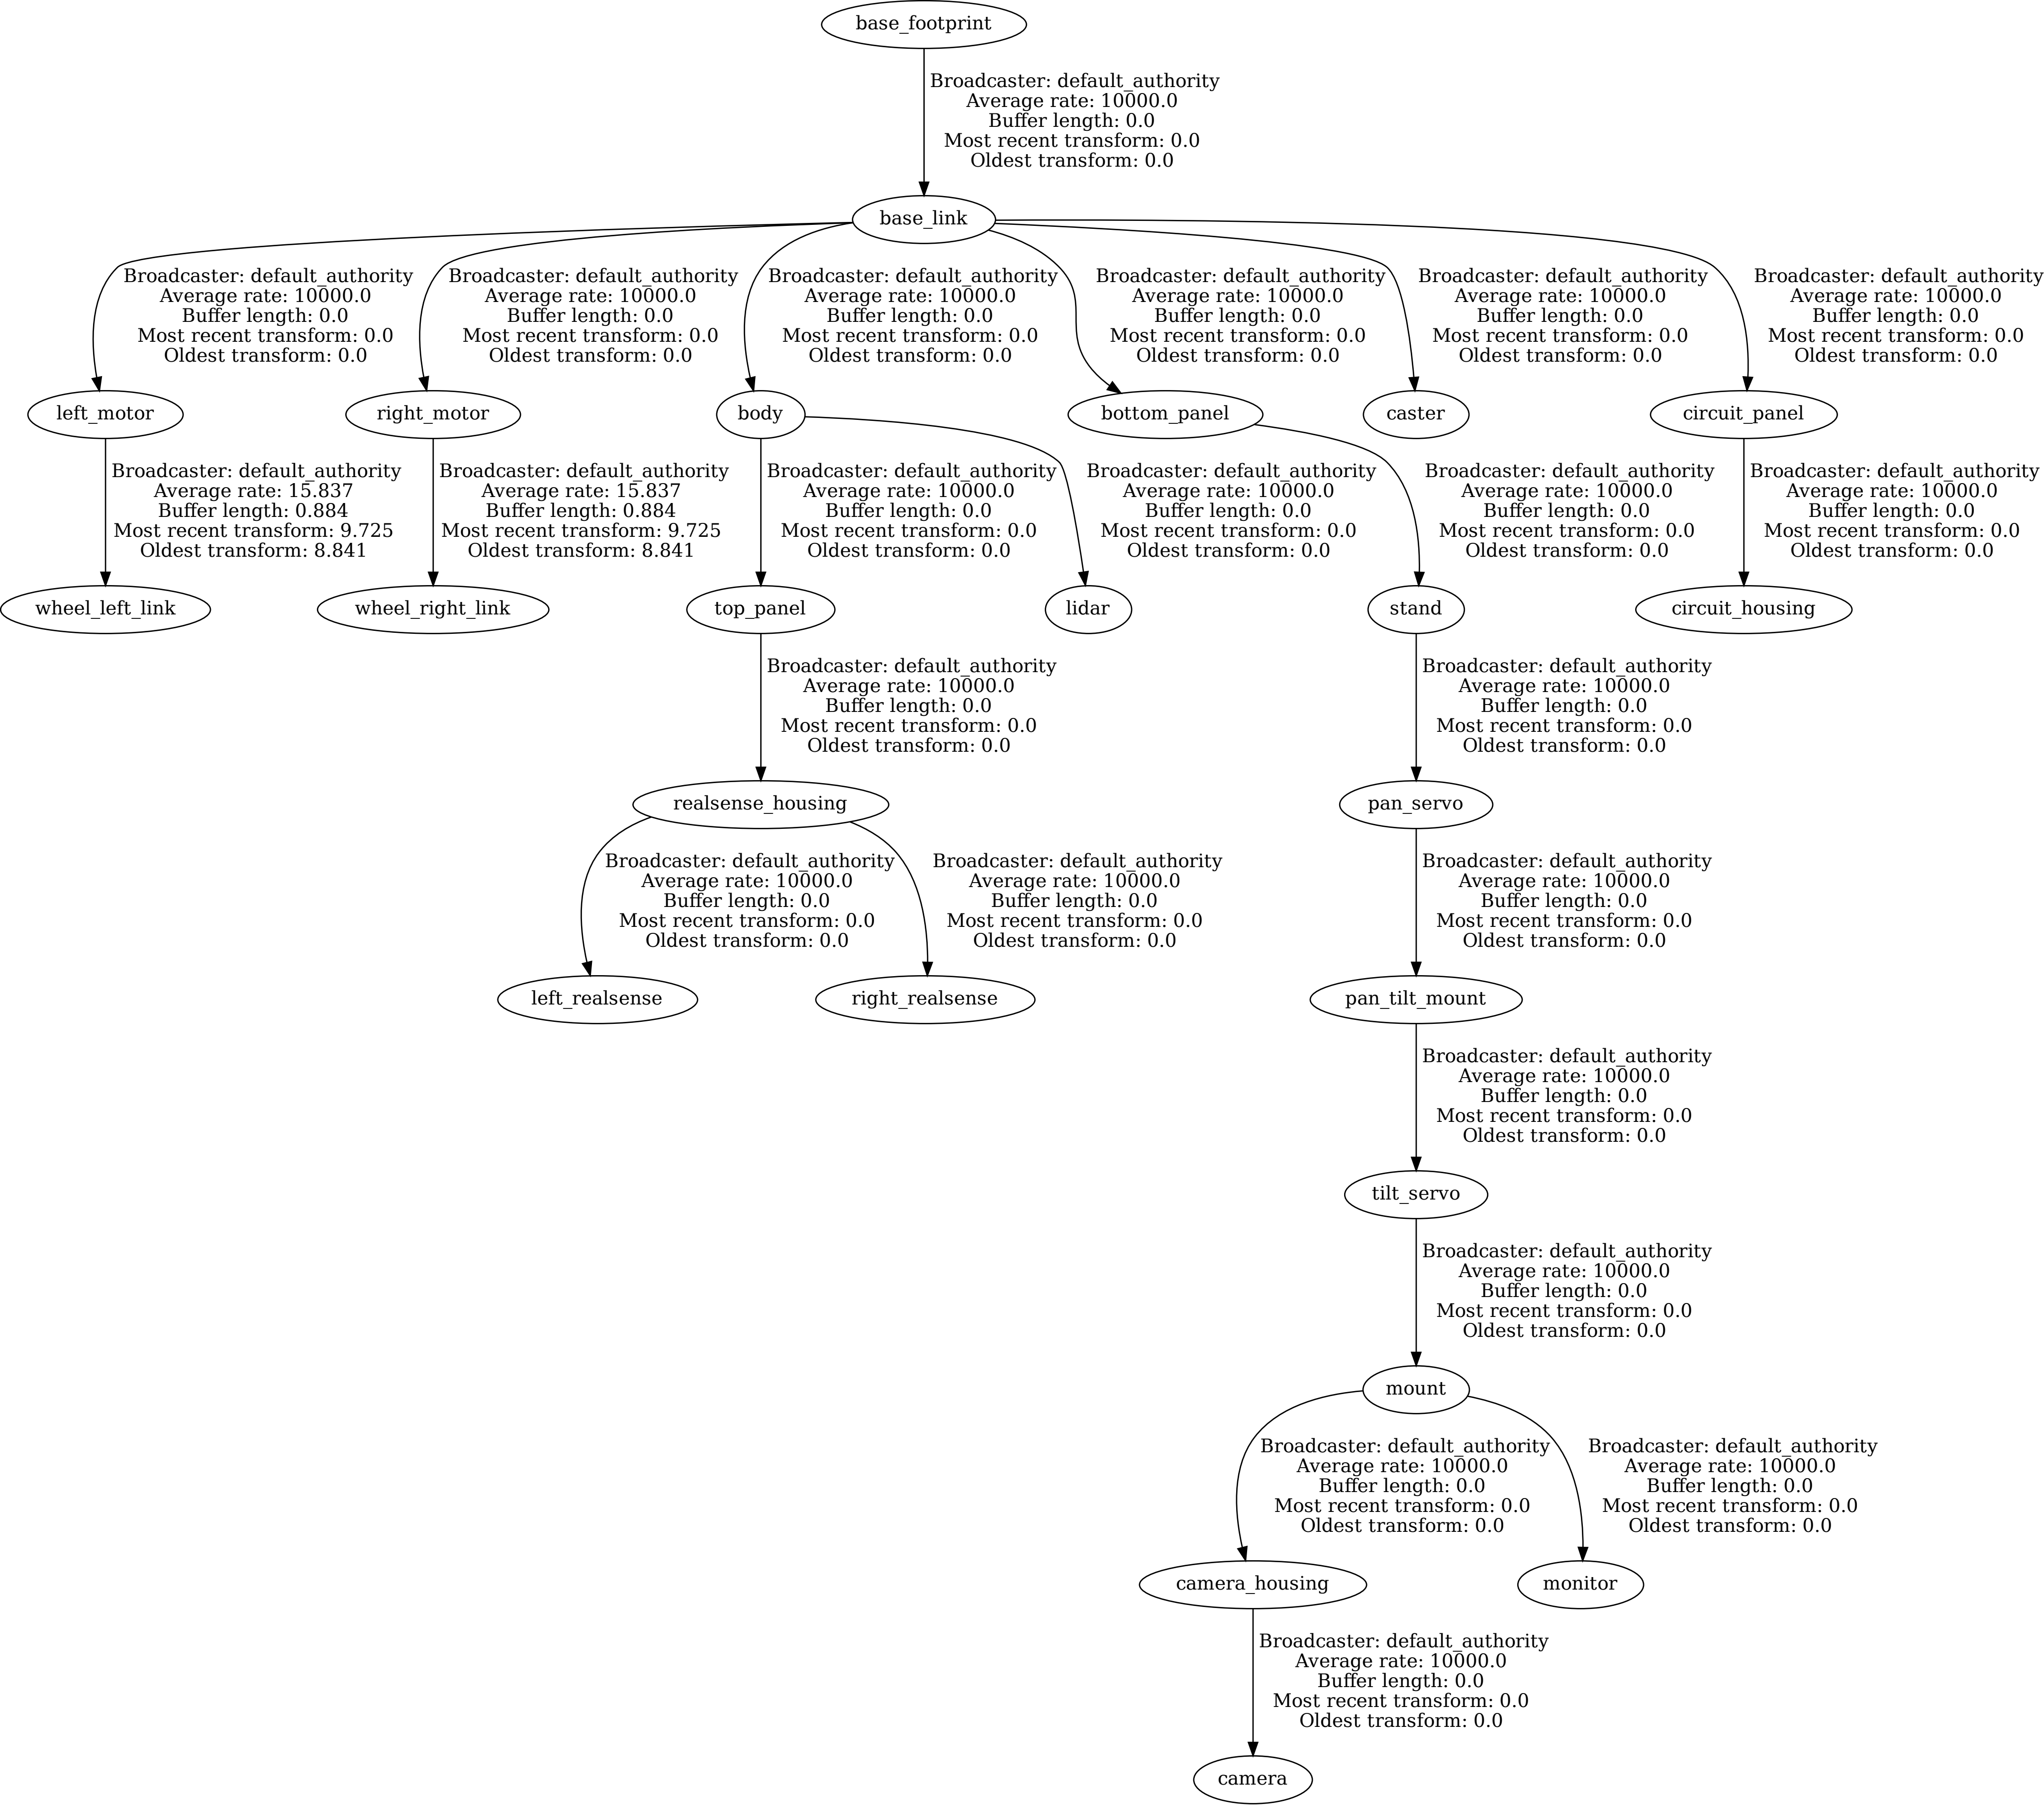 base_footprint
Broadcaster: default_authority
Average rate: 10000.0
Buffer length: 0.0
Most recent transform: 0.0
Oldest transform: 0.0
base_link
Broadcaster: default_authority
Average rate: 10000.0
Buffer length: 0.0
Most recent transform: 0.0
Oldest transform: 0.0
Broadcaster: default_authority
Average rate: 10000.0
Buffer length: 0.0
Most recent transform: 0.0
Oldest transform: 0.0
Broadcaster: default_authority
Average rate: 10000.0
Buffer length: 0.0
Most recent transform: 0.0
Oldest transform: 0.0
Broadcaster: default_authority
Average rate: 10000.0
Buffer length: 0.0
Most recent transform: 0.0
Oldest transform: 0.0
Broadcaster: default_authority
Average rate: 10000.0
Buffer length: 0.0
Most recent transform: 0.0
Oldest transform: 0.0
Broadcaster: default_authority
Average rate: 10000.0
Buffer length: 0.0
Most recent transform: 0.0
Oldest transform: 0.0
left_motor
right_motor
body
bottom_panel
caster
circuit_panel
Broadcaster: default_authority
Average rate: 15.837
Buffer length: 0.884
Most recent transform: 9.725
Oldest transform: 8.841
Broadcaster: default_authority
Average rate: 15.837
Buffer length: 0.884
Most recent transform: 9.725
Oldest transform: 8.841
Broadcaster: default_authority
Average rate: 10000.0
Buffer length: 0.0
Most recent transform: 0.0
Oldest transform: 0.0
Broadcaster: default_authority
Average rate: 10000.0
Buffer length: 0.0
Most recent transform: 0.0
Oldest transform: 0.0
Broadcaster: default_authority
Average rate: 10000.0
Buffer length: 0.0
Most recent transform: 0.0
Oldest transform: 0.0
Broadcaster: default_authority
Average rate: 10000.0
Buffer length: 0.0
Most recent transform: 0.0
Oldest transform: 0.0
wheel_left_link
wheel_right_link
top_panel
lidar
stand
circuit_housing
Broadcaster: default_authority
Average rate: 10000.0
Buffer length: 0.0
Most recent transform: 0.0
Oldest transform: 0.0
Broadcaster: default_authority
Average rate: 10000.0
Buffer length: 0.0
Most recent transform: 0.0
Oldest transform: 0.0
realsense_housing
pan_servo
Broadcaster: default_authority
Average rate: 10000.0
Buffer length: 0.0
Most recent transform: 0.0
Oldest transform: 0.0
Broadcaster: default_authority
Average rate: 10000.0
Buffer length: 0.0
Most recent transform: 0.0
Oldest transform: 0.0
Broadcaster: default_authority
Average rate: 10000.0
Buffer length: 0.0
Most recent transform: 0.0
Oldest transform: 0.0
left_realsense
right_realsense
pan_tilt_mount
Broadcaster: default_authority
Average rate: 10000.0
Buffer length: 0.0
Most recent transform: 0.0
Oldest transform: 0.0
tilt_servo
Broadcaster: default_authority
Average rate: 10000.0
Buffer length: 0.0
Most recent transform: 0.0
Oldest transform: 0.0
mount
Broadcaster: default_authority
Average rate: 10000.0
Buffer length: 0.0
Most recent transform: 0.0
Oldest transform: 0.0
Broadcaster: default_authority
Average rate: 10000.0
Buffer length: 0.0
Most recent transform: 0.0
Oldest transform: 0.0
camera_housing
monitor
Broadcaster: default_authority
Average rate: 10000.0
Buffer length: 0.0
Most recent transform: 0.0
Oldest transform: 0.0
camera